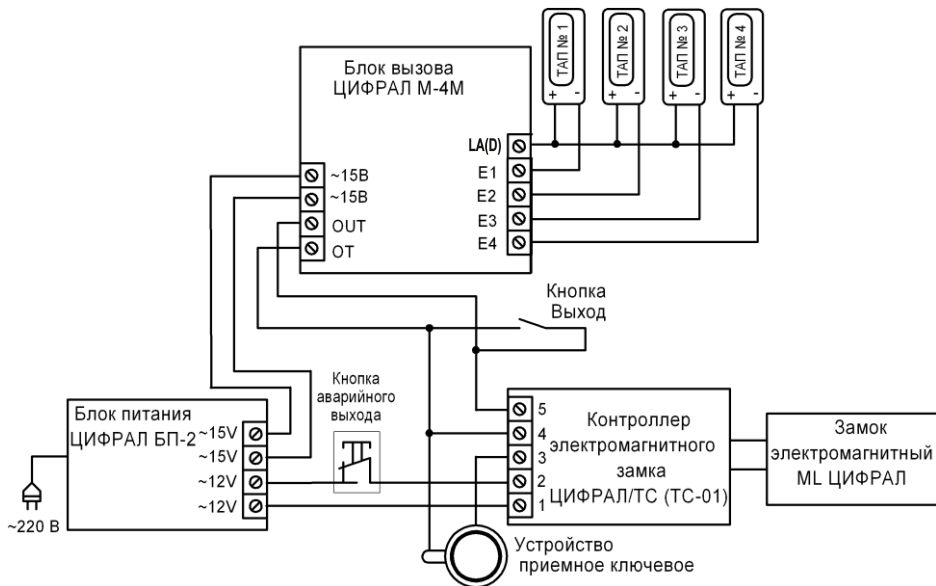 ТАП № 1
ТАП № 2
ТАП № 3
ТАП № 4
+ -
+ -
+ -
+ -
Блок вызова
ЦИФРАЛ М-4М
LA(D)
E1
E2
E3
E4
~15В
~15В
OUT
OT
Кнопка
Выход
Кнопка
аварийного
выхода
Блок питания
ЦИФРАЛ БП-2
~15V
~15V
~12V
~12V
~220 В
5
4
3
2
1
Контроллер
электромагнитного
замка
ЦИФРАЛ/ТС (ТС-01)
Замок
электромагнитный
ML ЦИФРАЛ
Устройство
приемное ключевое